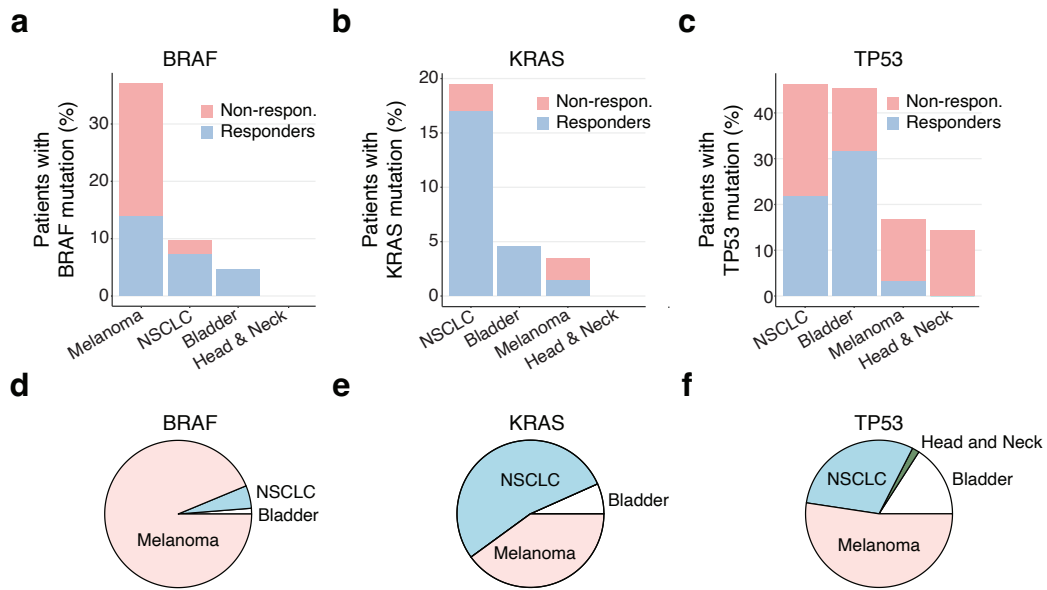 a
BRAF
Patients with
BRAF mutation (%)
30
20
10
0
Non-respon.
Responders
Melanoma
NSCLC
Bladder
Head & Neck
b
KRAS
Patients with
KRAS mutation (%)
20
15
10
5
0
Non-respon.
Responders
NSCLC
Bladder
Melanoma
Head & Neck
c
TP53
Patients with
TP53 mutation (%)
40
30
20
10
0
Non-respon.
Responders
NSCLC
Bladder
Melanoma
Head & Neck
d
BRAF
NSCLC
Bladder
Melanoma
e
KRAS
NSCLC
Bladder
Melanoma
f
TP53
Head and Neck
NSCLC
Bladder
Melanoma